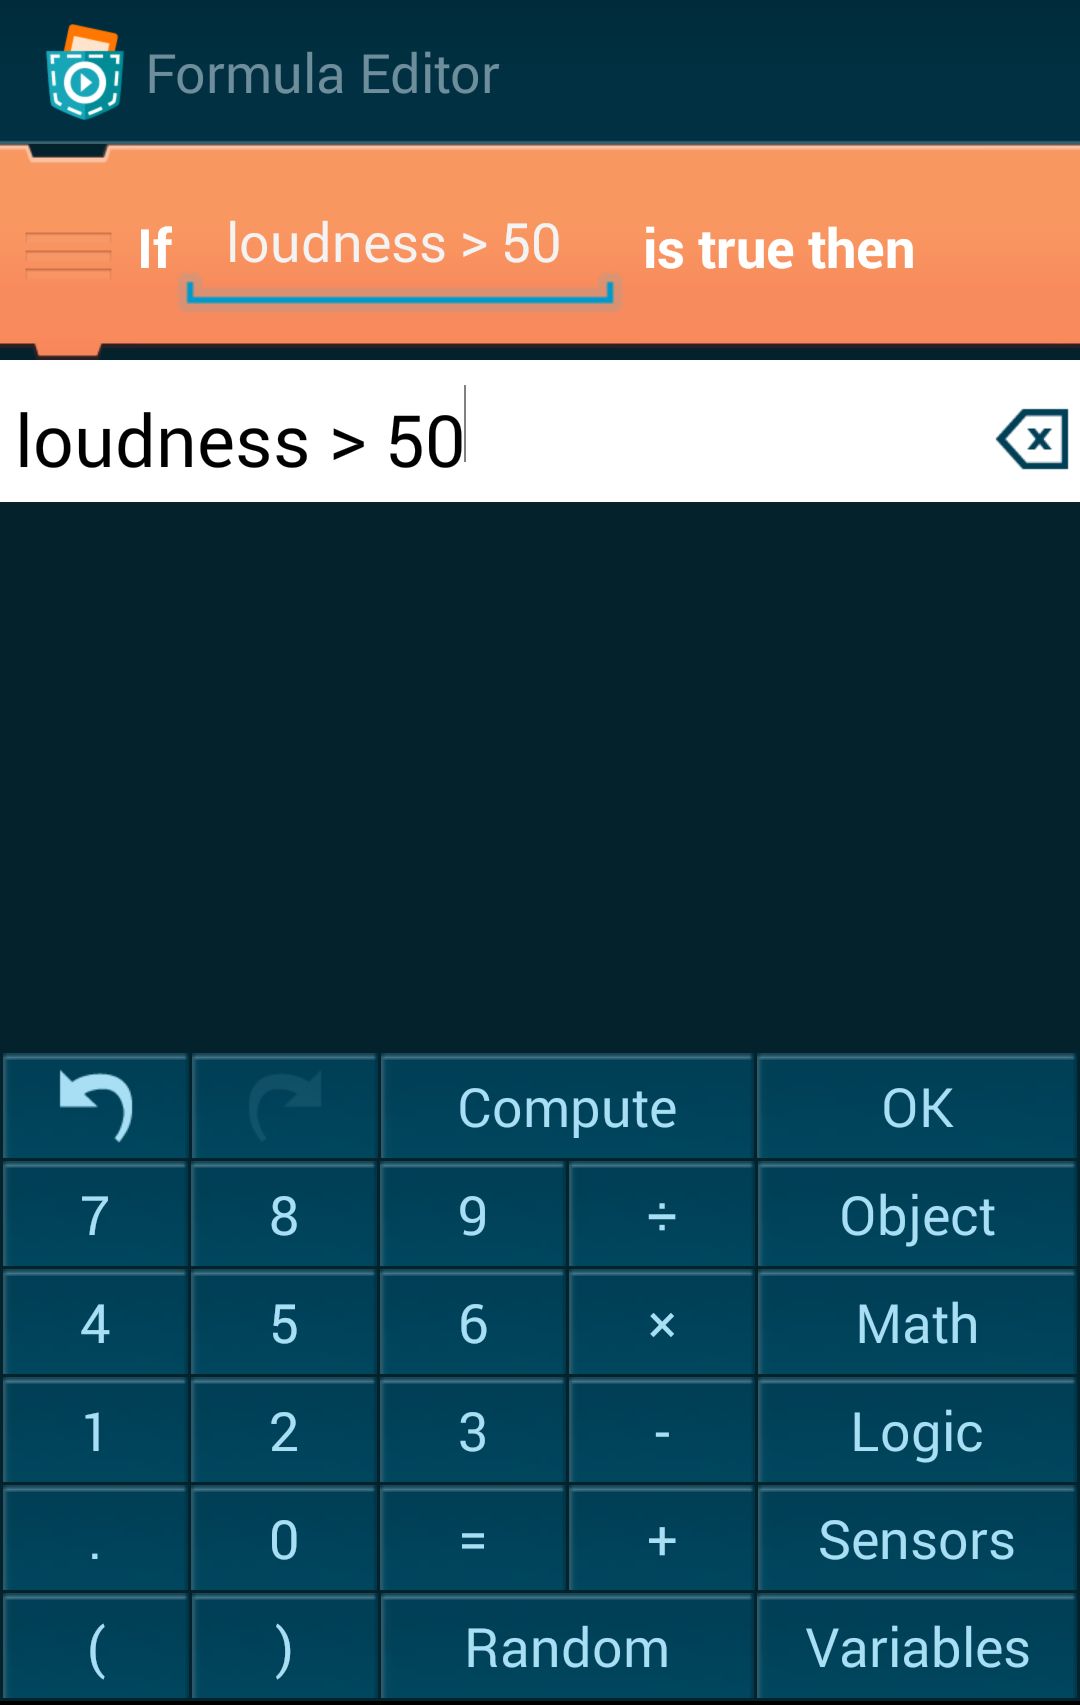 Formula Editor
If loudness > 50 is true then
loudness > 50
x
Compute OK
7 8 9 ÷ Object
4 5 6 × Math
1 2 3 - Logic
. 0 = + Sensors
( ) Random Variables